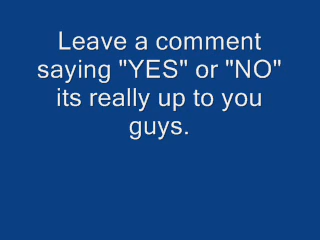 Leave a comment
saying "YES" or "NO"
its really up to you
guys.